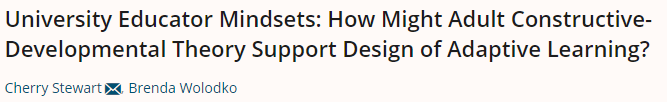 University Educator Mindsets: How Might Adult Constructive-
Developmental Theory Support Design of Adaptive Learning?
Cherry Stewart, Brenda Wolodko